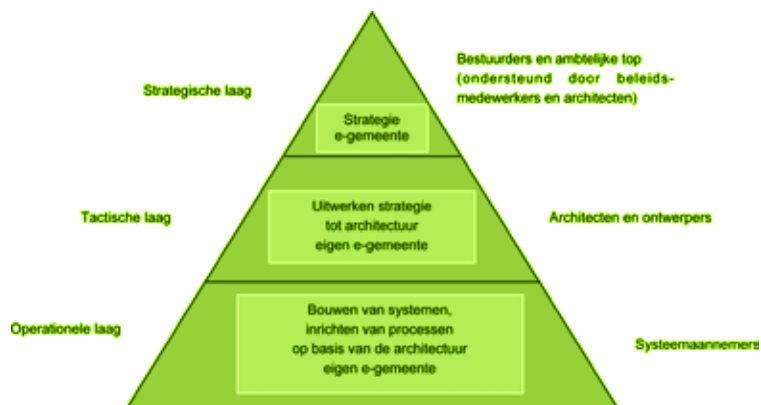 Strategische laag
Strategie
e-gemeente
Bestuurders en ambtelijke top
(ondersteund door beleids-
medewerkers en architecten)
Tactische laag
Uitwerken strategie
tot architectuur
eigen e-gemeente
Architecten en ontwerpers
Operationele laag
Bouwen van systemen,
inrichten van processen
op basis van de architectuur
eigen e-gemeente
Systeemaannemers